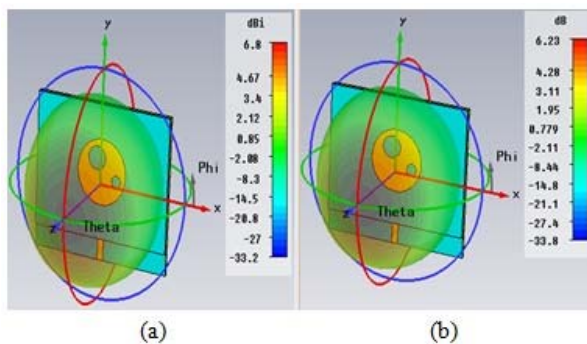 y
dBi
6.8
4.67
3.4
2.12
0.85
-2.08
-8.3
-14.5
-20.8
-27
-33.2
Phi
x
Theta
z
(a)
y
dB
6.23
4.28
3.11
1.95
0.779
-2.11
-8.44
-14.8
-21.1
-27.4
-33.8
Phi
x
Theta
z
(b)